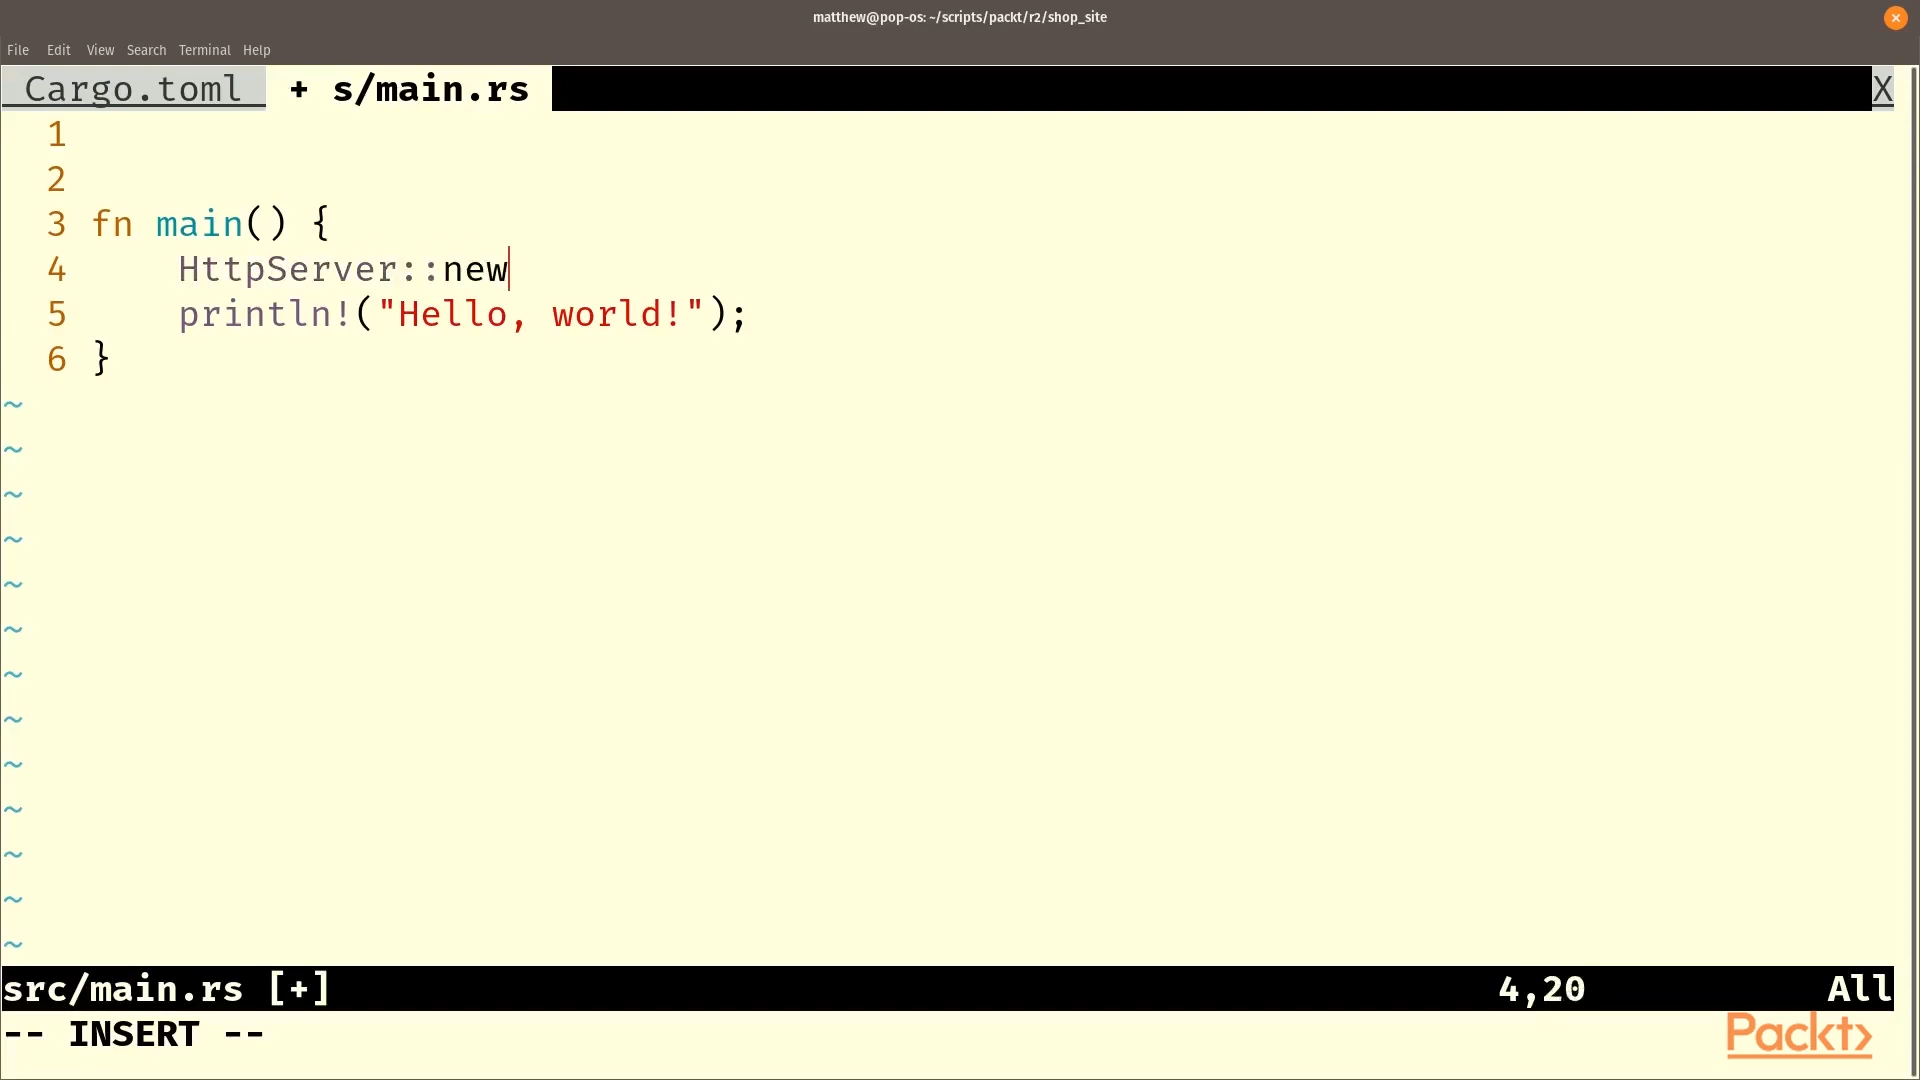 matthew@pop-os: ~/scripts/packt/r2/shop_site
File Edit View Search Terminal Help
Cargo.toml + s/main.rs X
1
2
3 fn main() {
4     HttpServer::new
5     println!("Hello, world!");
6 }
~
~
~
~
~
~
~
~
~
~
~
~
~
src/main.rs [+] 4,20 All
-- INSERT --
Packt>